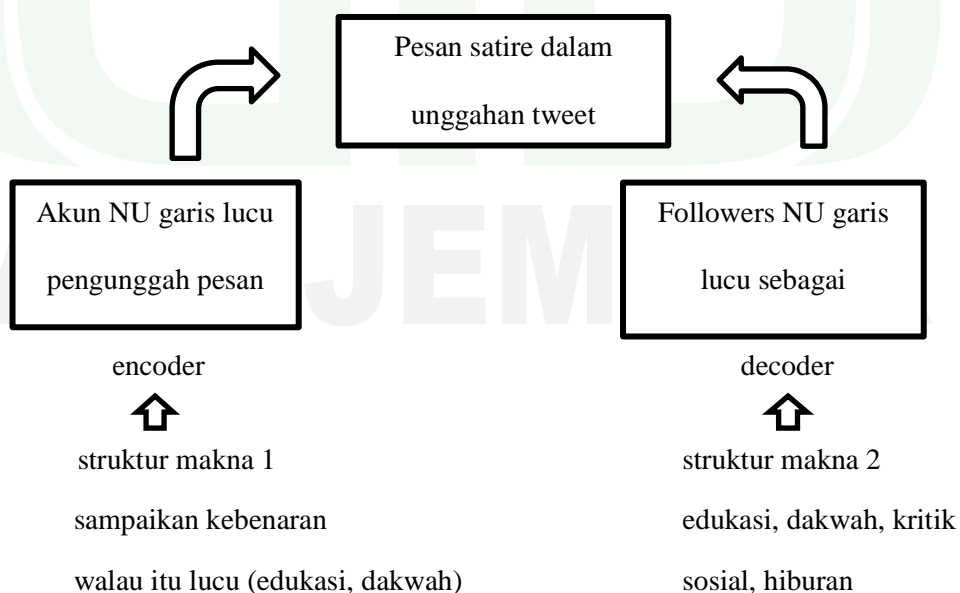 Pesan satire dalam
unggahan tweet
Akun NU garis lucu
pengunggah pesan
Followers NU garis
lucu sebagai
encoder
decoder
struktur makna 1
sampaikan kebenaran
walau itu lucu (edukasi, dakwah)
struktur makna 2
edukasi, dakwah, kritik
sosial, hiburan
JEM